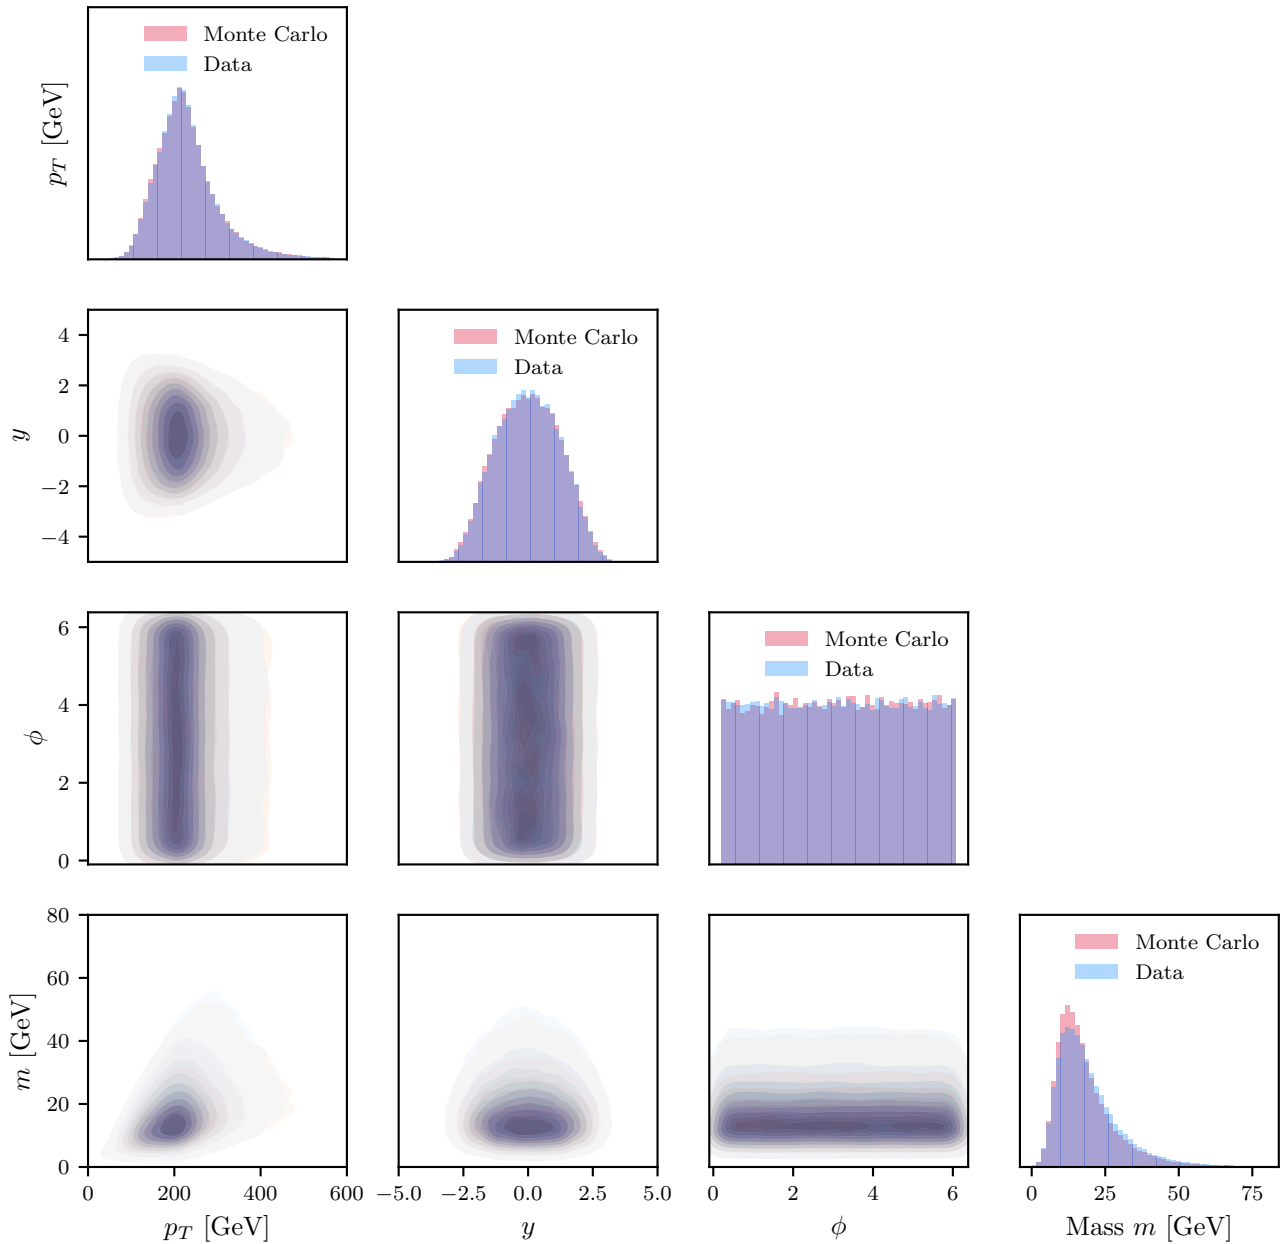 Monte Carlo
Data
p_T [GeV]
Monte Carlo
Data
4
2
0
−2
−4
y
Monte Carlo
Data
6
4
2
0
ϕ
Monte Carlo
Data
80
60
40
20
0
m [GeV]
0 200 400 600
−5.0 −2.5 0.0 2.5 5.0
0 2 4 6
0 25 50 75
p_T [GeV]
y
ϕ
Mass m [GeV]